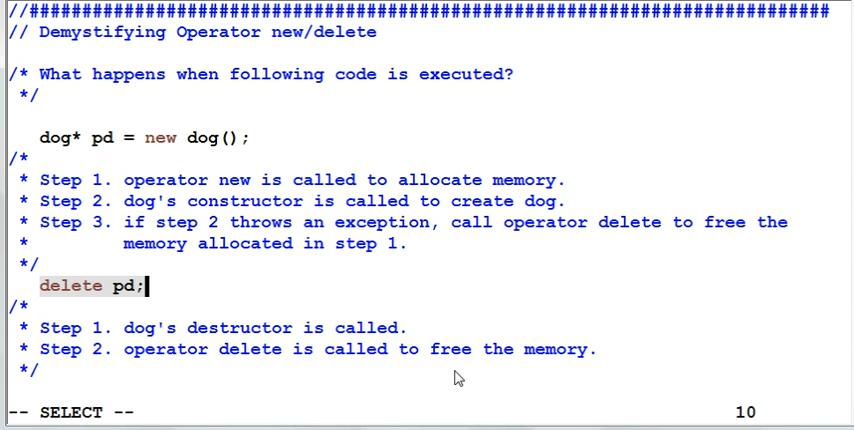 //############################################################################
// Demystifying Operator new/delete
/* What happens when following code is executed?
*/
dog* pd = new dog();
/*
* Step 1. operator new is called to allocate memory.
* Step 2. dog's constructor is called to create dog.
* Step 3. if step 2 throws an exception, call operator delete to free the
* memory allocated in step 1.
*/
delete pd;
/*
* Step 1. dog's destructor is called.
* Step 2. operator delete is called to free the memory.
*/
-- SELECT -- 10